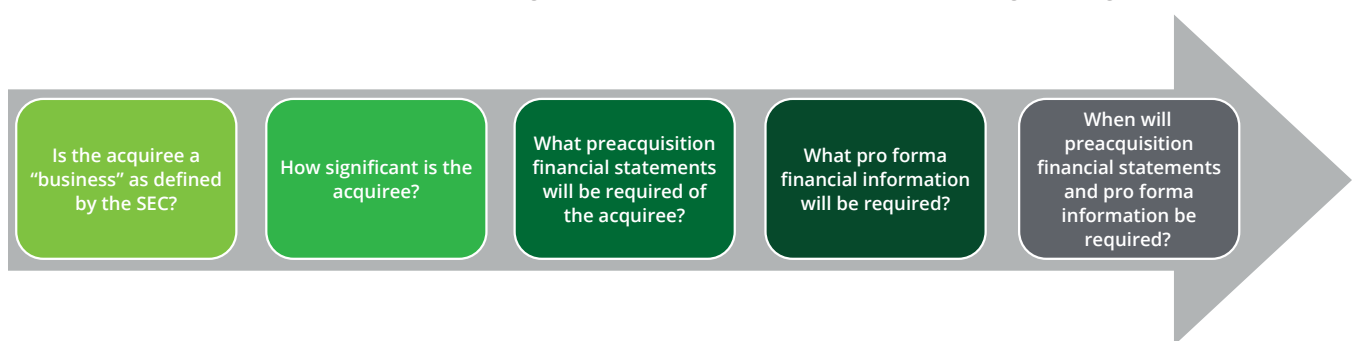 Is the acquiree a
“business” as defined
by the SEC?
How significant is the
acquiree?
What preacquisition
financial statements
will be required of
the acquiree?
What pro forma
financial information
will be required?
When will
preacquisition
financial statements
and pro forma
information be
required?